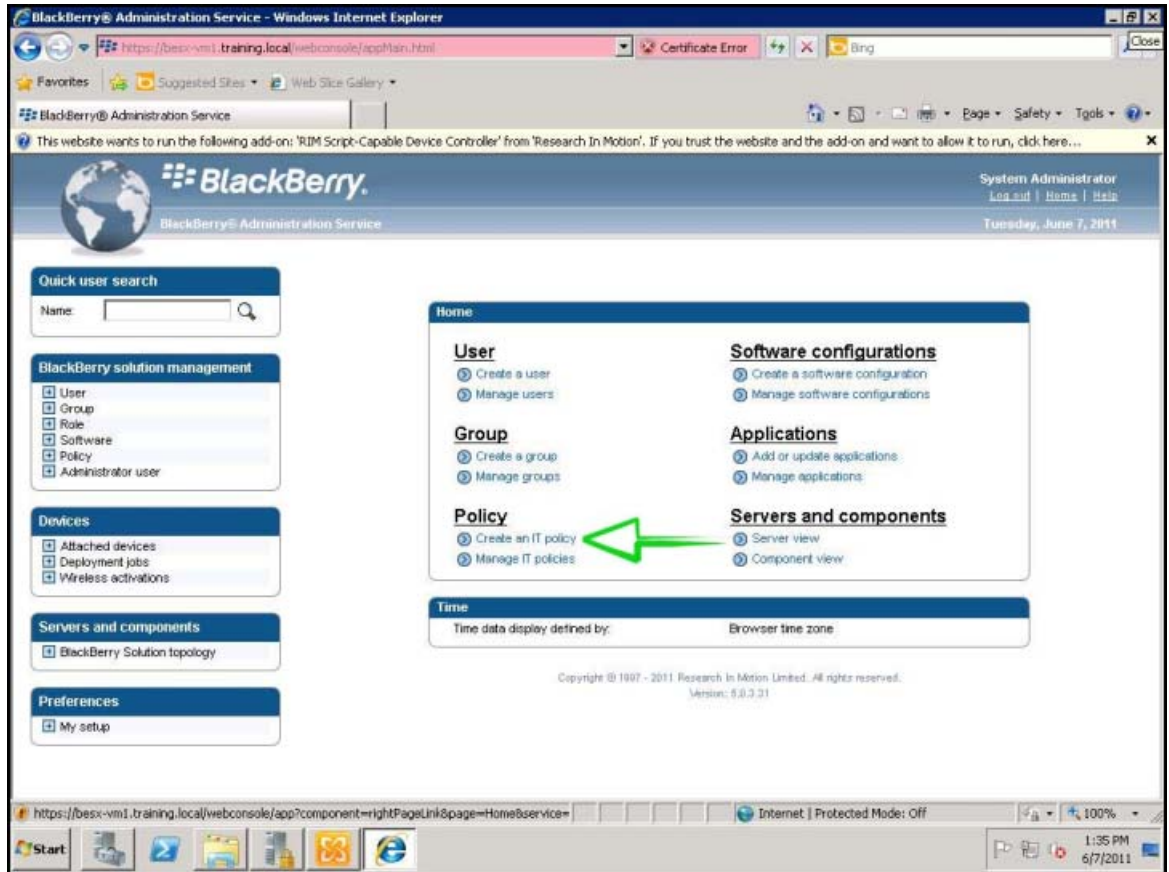 BlackBerry® Administration Service - Windows Internet Explorer
https://besx-vm1.training.local/webconsole/appMain.html
Certificate Error
Bing
Close
Favorites
Suggested Sites
Web Slice Gallery
BlackBerry® Administration Service
Page
Safety
Tools
This website wants to run the following add-on: 'RIM Script-Capable Device Controller' from 'Research In Motion'. If you trust the website and the add-on and want to allow it to run, click here...
BlackBerry.
System Administrator
Log out | Home | Help
BlackBerry® Administration Service
Tuesday, June 7, 2011
Quick user search
Name:
BlackBerry solution management
User
Group
Role
Software
Policy
Administrator user
Devices
Attached devices
Deployment jobs
Wireless activations
Servers and components
BlackBerry Solution topology
Preferences
My setup
Home
User
Create a user
Manage users
Software configurations
Create a software configuration
Manage software configurations
Group
Create a group
Manage groups
Applications
Add or update applications
Manage applications
Policy
Create an IT policy
Manage IT policies
Servers and components
Server view
Component view
Time
Time data display defined by:
Browser time zone
Copyright © 1997 - 2011 Research In Motion Limited. All rights reserved.
Version: 5.0.3.31
https://besx-vm1.training.local/webconsole/app?component=rightPageLink&page=Home&service=
Internet | Protected Mode: Off
100%
Start
1:35 PM
6/7/2011